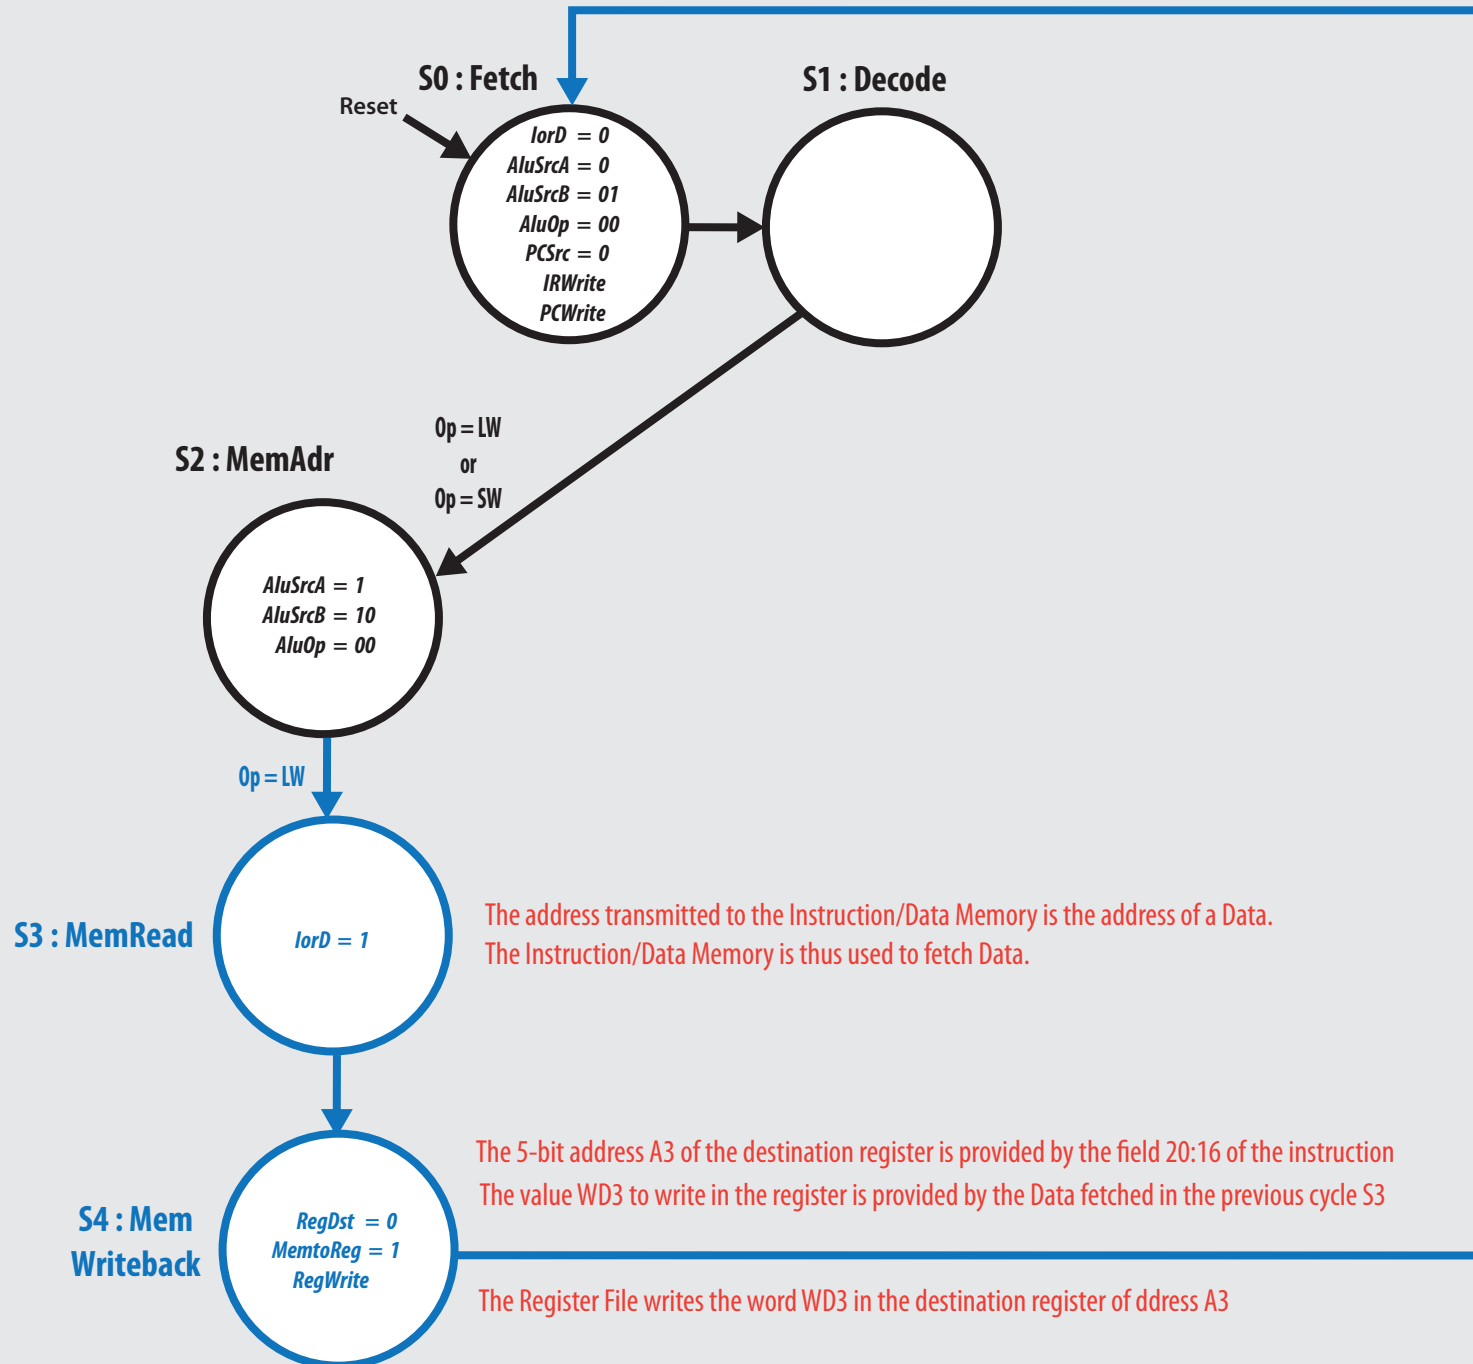 S0 : Fetch
S1 : Decode
Reset
IorD = 0
AluSrcA = 0
AluSrcB = 01
AluOp = 00
PCSrc = 0
IRWrite
PCWrite
Op = LW
or
Op = SW
S2 : MemAdr
AluSrcA = 1
AluSrcB = 10
AluOp = 00
Op = LW
S3 : MemRead
IorD = 1
The address transmitted to the Instruction/Data Memory is the address of a Data.
The Instruction/Data Memory is thus used to fetch Data.
The 5-bit address A3 of the destination register is provided by the field 20:16 of the instruction
The value WD3 to write in the register is provided by the Data fetched in the previous cycle S3
S4 : Mem
Writeback
RegDst = 0
MemtoReg = 1
RegWrite
The Register File writes the word WD3 in the destination register of ddress A3